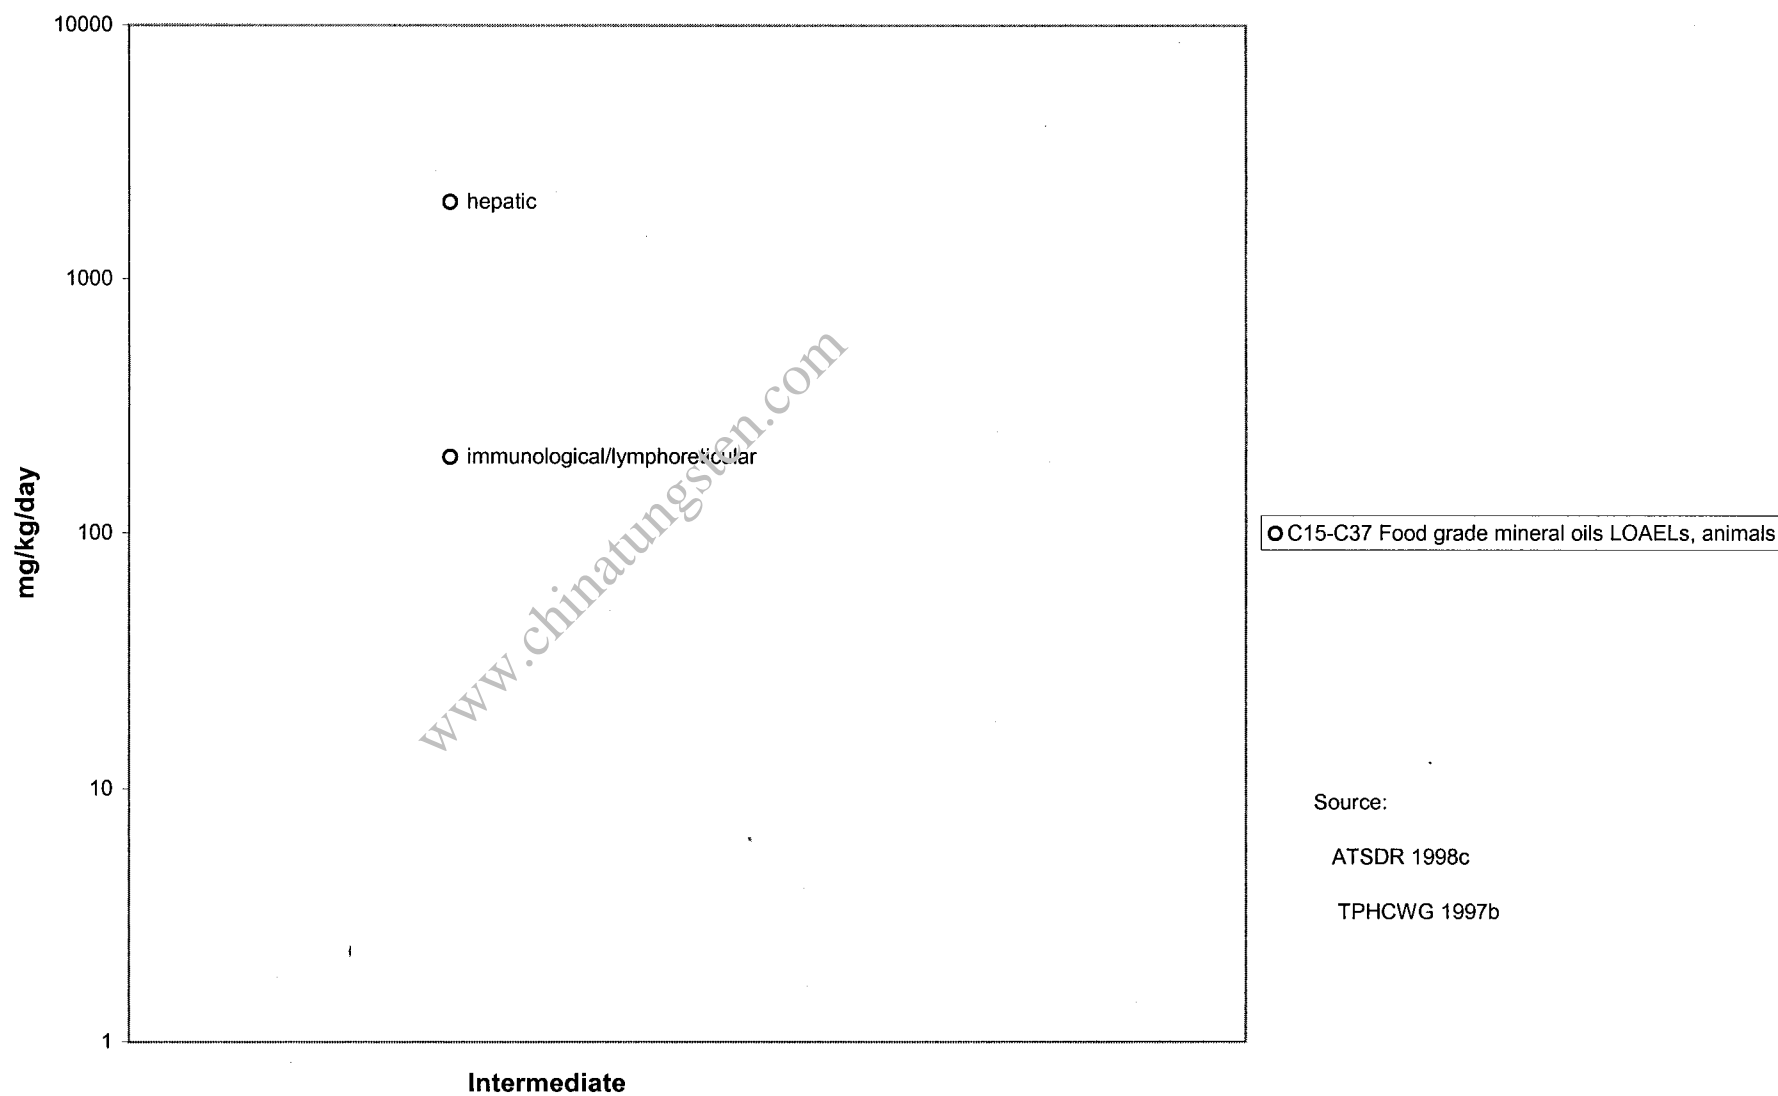 10000
hepatic
1000
immunological/lymphoreticular
mg/kg/day
100
C15-C37 Food grade mineral oils LOAELs, animals
www.chinatungsten.com
10
Source:
ATSDR 1998c
TPHCWG 1997b
1
Intermediate